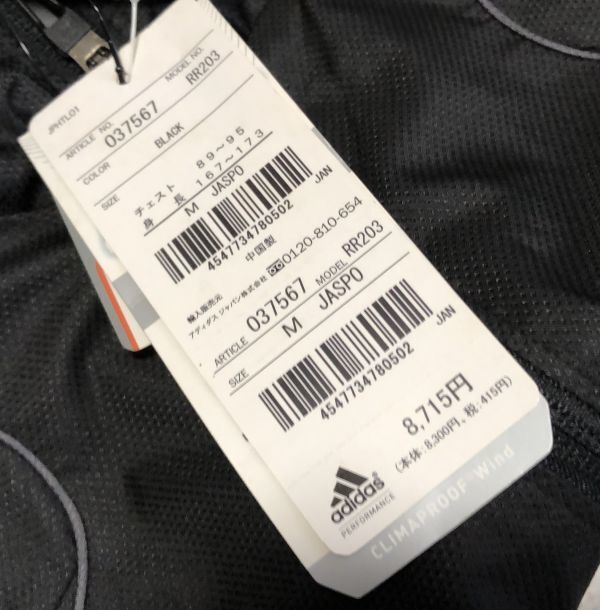 JPHTL01
ARTICLE NO. MODEL NO.
037567 RR203
COLOR
BLACK
SIZE
チェスト 89～95
身 長 167～173
M JASPO
JAN
4547734780502
中国製
輸入販売元
アディダス ジャパン株式会社 0120-810-654
ARTICLE 037567 MODEL RR203
SIZE M JASPO
JAN
4547734780502
8,715円
(本体:8,300円、税:415円)
adidas
PERFORMANCE
CLIMAPROOF™ Wind